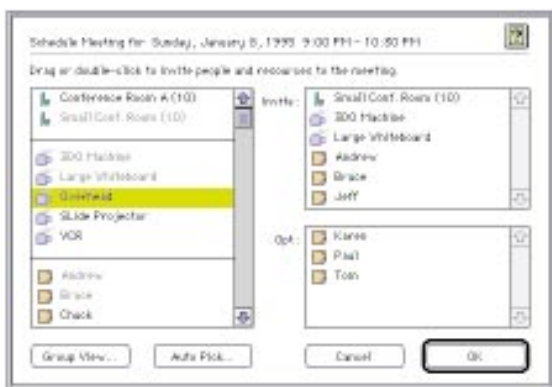 Schedule Meeting for Sunday, January 8, 1995 9:00 PM - 10:30 PM
Drag or double-click to invite people and resourses to the meeting.
Conference Room A (10)
Small Conf. Room (10)
3DO Machine
Large Whiteboard
Overhead
SLide Projector
VCR
Andrew
Bruce
Chuck
Invite:
Small Conf. Room (10)
3DO Machine
Large Whiteboard
Andrew
Bruce
Jeff
Opt:
Karen
Paul
Tom
Group View...
Auto Pick...
Cancel
OK